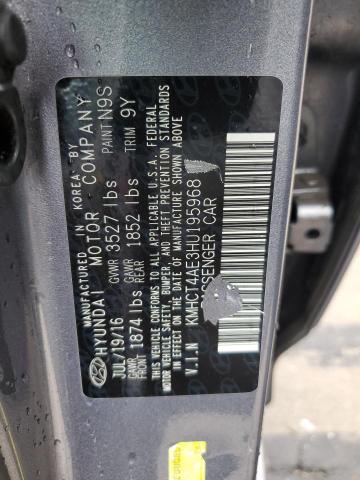 MANUFACTURED IN KOREA BY
HYUNDAI MOTOR COMPANY
JUL/19/16 GVWR 3527 lbs PAINT N9S
GAWR FRONT 1874 lbs GAWR REAR 1852 lbs TRIM 9Y
THIS VEHICLE CONFORMS TO ALL APPLICABLE U.S.A. FEDERAL
MOTOR VEHICLE SAFETY, BUMPER, AND THEFT PREVENTION STANDARDS
IN EFFECT ON THE DATE OF MANUFACTURE SHOWN ABOVE
V.I.N KMHCT4AE3HU195968
PASSENGER CAR